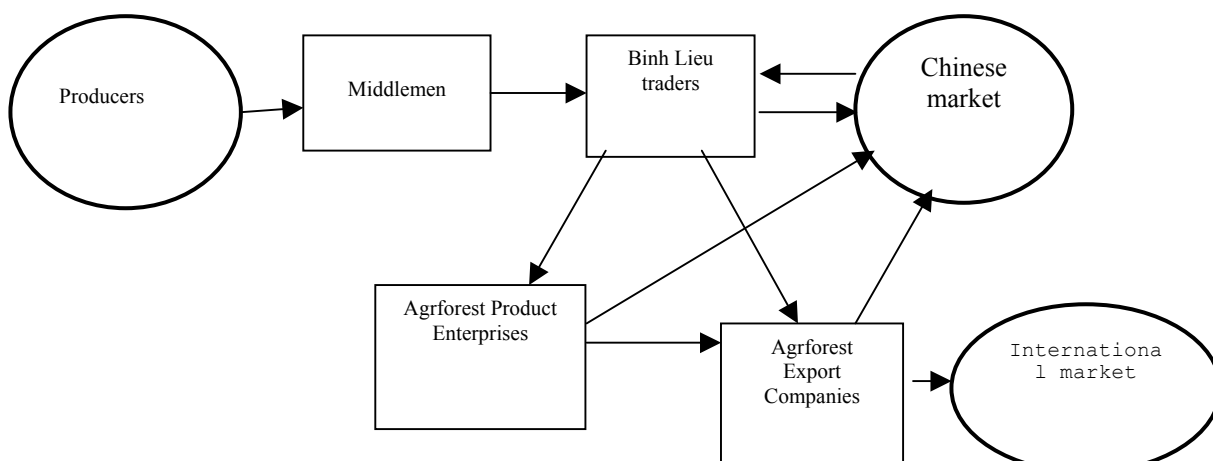 Producers
Middlemen
Binh Lieu
traders
Chinese
market
Agrforest Product
Enterprises
Agrforest
Export
Companies
Internationa
l market